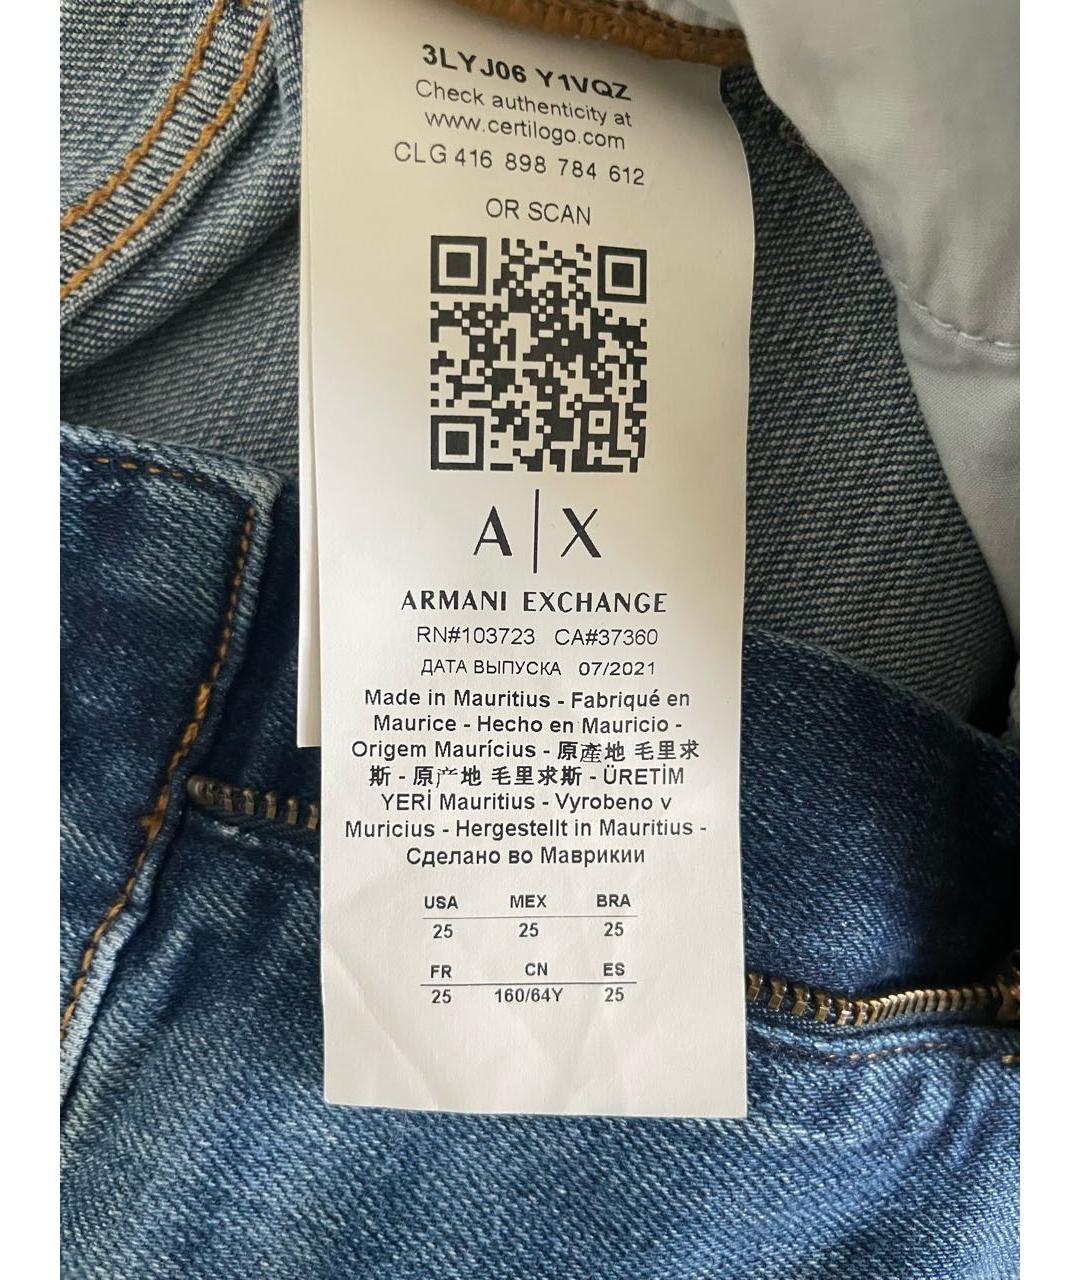 3LYJ06 Y1VQZ
Check authenticity at
www.certilogo.com
CLG 416 898 784 612
OR SCAN
A|X
ARMANI EXCHANGE
RN#103723 CA#37360
ДАТА ВЫПУСКА 07/2021
Made in Mauritius - Fabriqué en
Maurice - Hecho en Mauricio -
Origem Maurícius - 原產地 毛里求
斯 - 原产地 毛里求斯 - ÜRETİM
YERİ Mauritius - Vyrobeno v
Muricius - Hergestellt in Mauritius -
Сделано во Маврикии
USA MEX BRA
25 25 25
FR CN ES
25 160/64Y 25